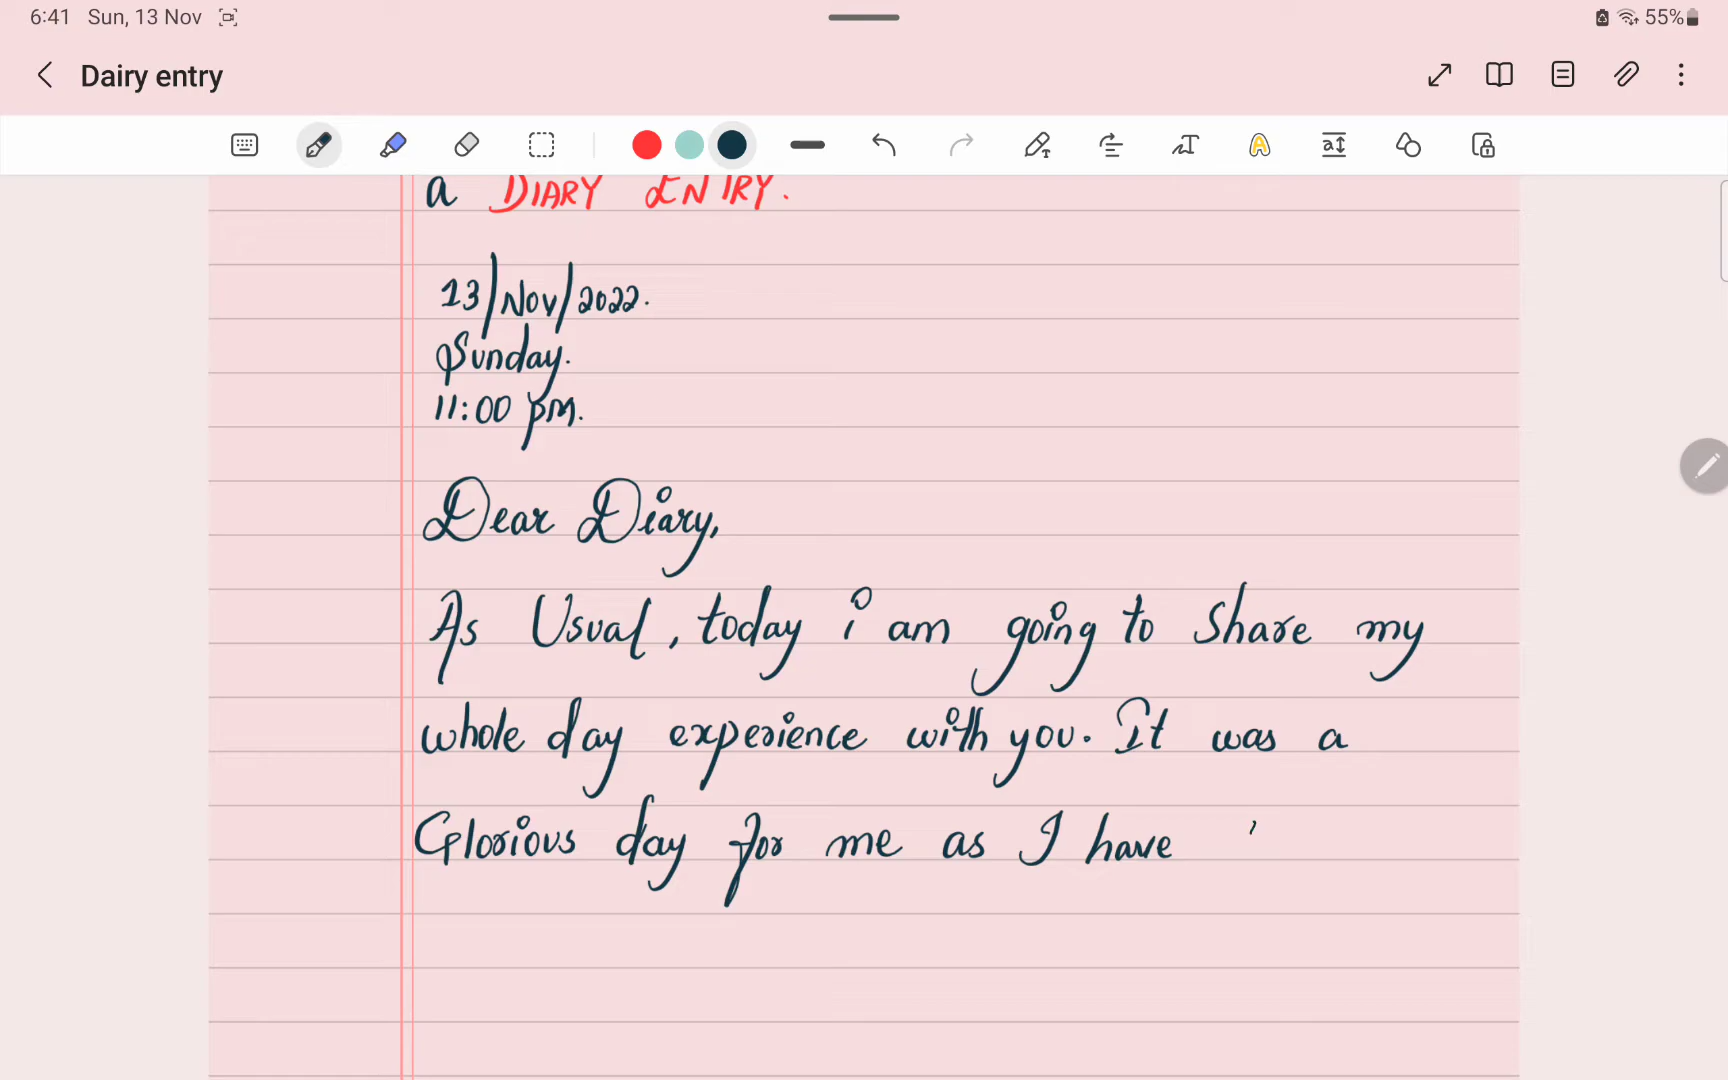 6:41 Sun, 13 Nov 55%
Dairy entry
a DIARY ENTRY.
13/Nov/2022.
Sunday.
11:00 pm.
Dear Diary,
As Usual, today i am going to Share my
whole day experience with you. It was a
Glorious day for me as I have